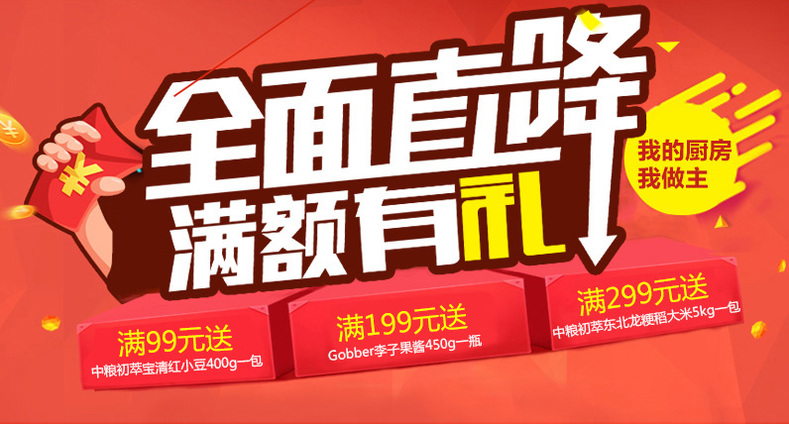 全面直降
满额有礼
我的厨房
我做主
满99元送
中粮初萃宝清红小豆400g一包
满199元送
Gobber李子果酱450g一瓶
满299元送
中粮初萃东北龙粳稻大米5kg一包